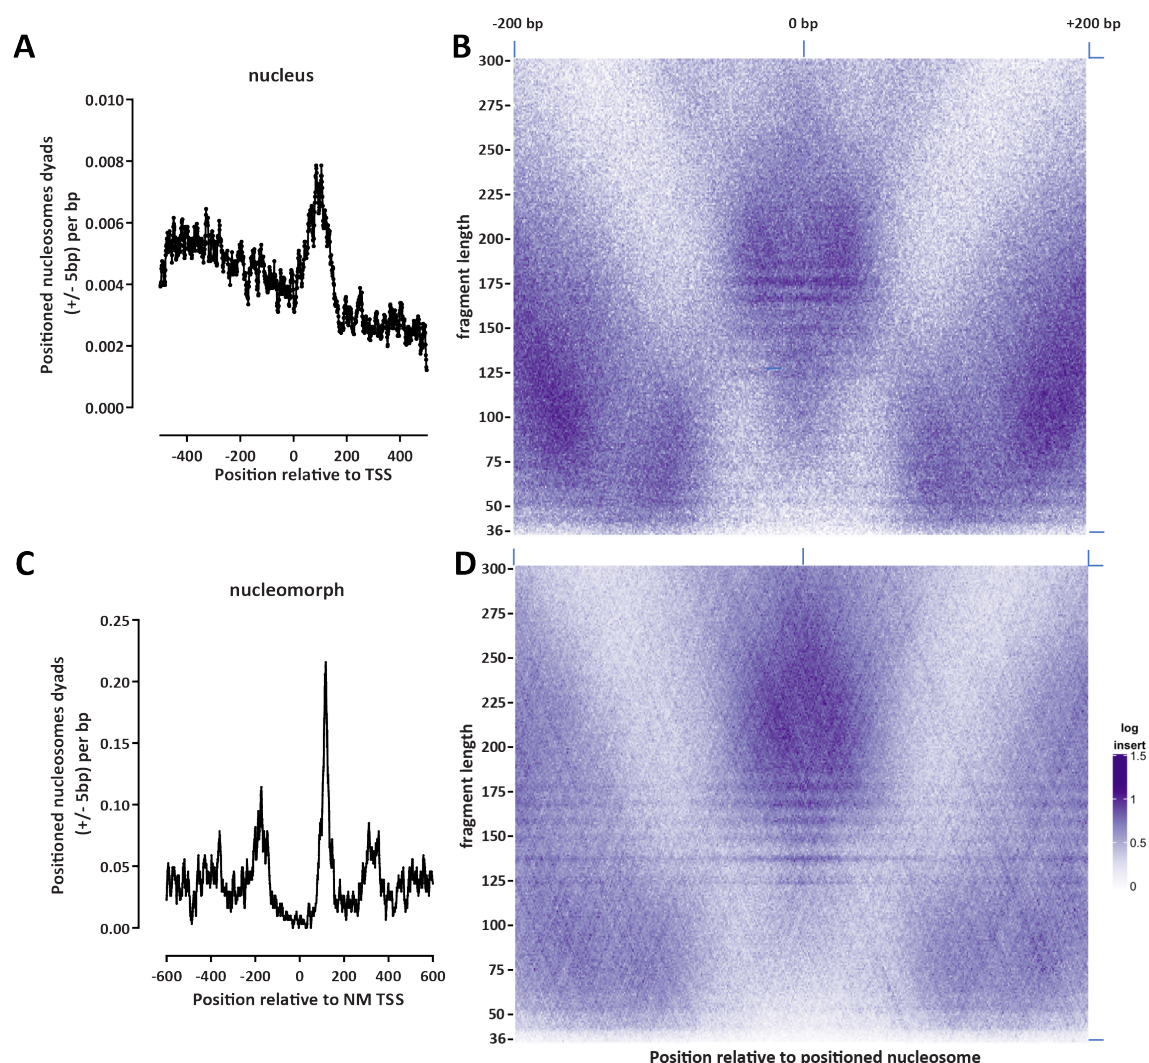 A
nucleus
Positioned nucleosomes dyads
(+/- 5bp) per bp
0.010
0.008
0.006
0.004
0.002
0.000
-400 -200 0 200 400
Position relative to TSS
B
-200 bp 0 bp +200 bp
fragment length
300
275
250
225
200
175
150
125
100
75
50
36
C
nucleomorph
Positioned nucleosomes dyads
(+/- 5bp) per bp
0.25
0.20
0.15
0.10
0.05
0.00
-600 -400 -200 0 200 400 600
Position relative to NM TSS
D
fragment length
300
275
250
225
200
175
150
125
100
75
50
36
log
insert
1.5
1
0.5
0
Position relative to positioned nucleosome